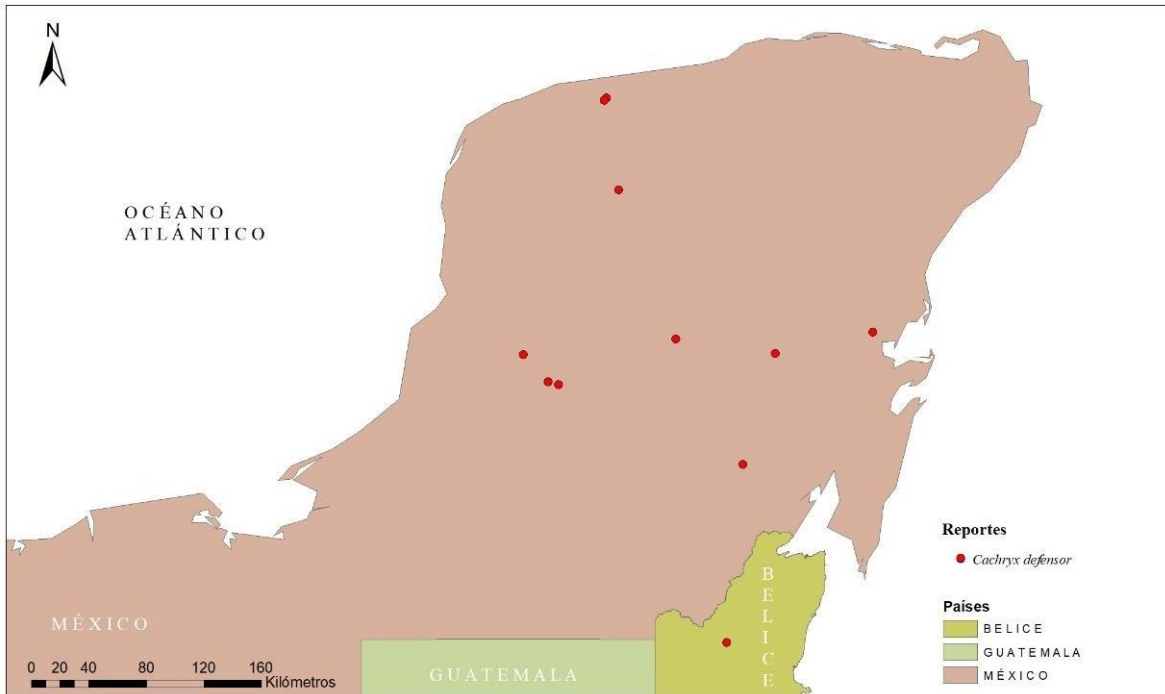 N
OCÉANO
ATLÁNTICO
Reportes
Cachryx defensor
Países
BELICE
GUATEMALA
MÉXICO
MÉXICO
GUATEMALA
BELICE
0 20 40 80 120 160
Kilómetros